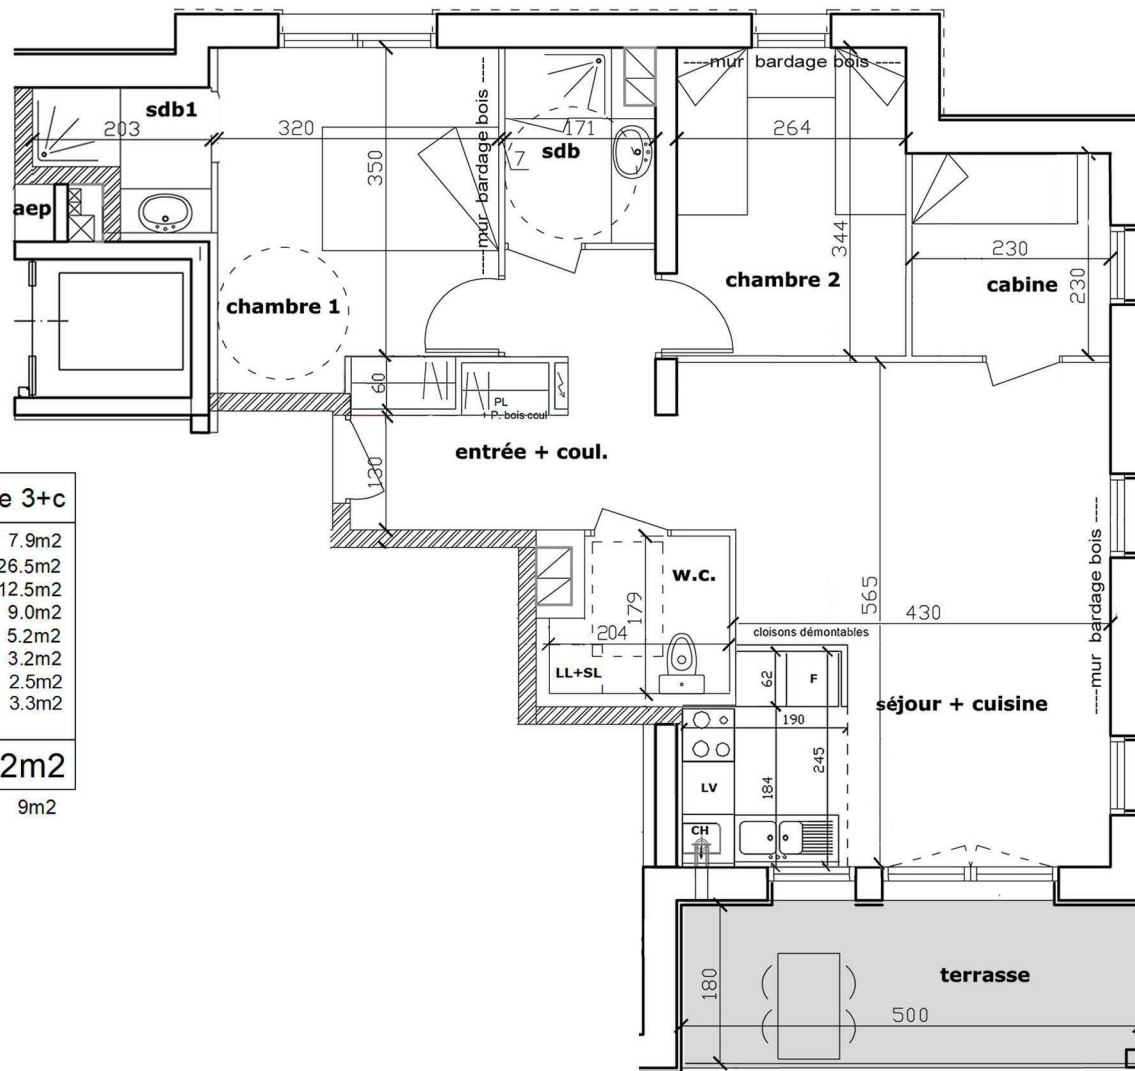 ----mur bardage bois ----
sdb1
203
320
350
----mur bardage bois ----
171
sdb
7
264
aep
344
230
cabine
230
chambre 2
chambre 1
60
PL
+ P. bois coul
entrée + coul.
130
e 3+c
7.9m2
26.5m2
12.5m2
9.0m2
5.2m2
3.2m2
2.5m2
3.3m2
2m2
9m2
w.c.
179
204
LL+SL
565
430
----mur bardage bois ----
cloisons démontables
62
F
séjour + cuisine
190
245
184
LV
CH
terrasse
180
500